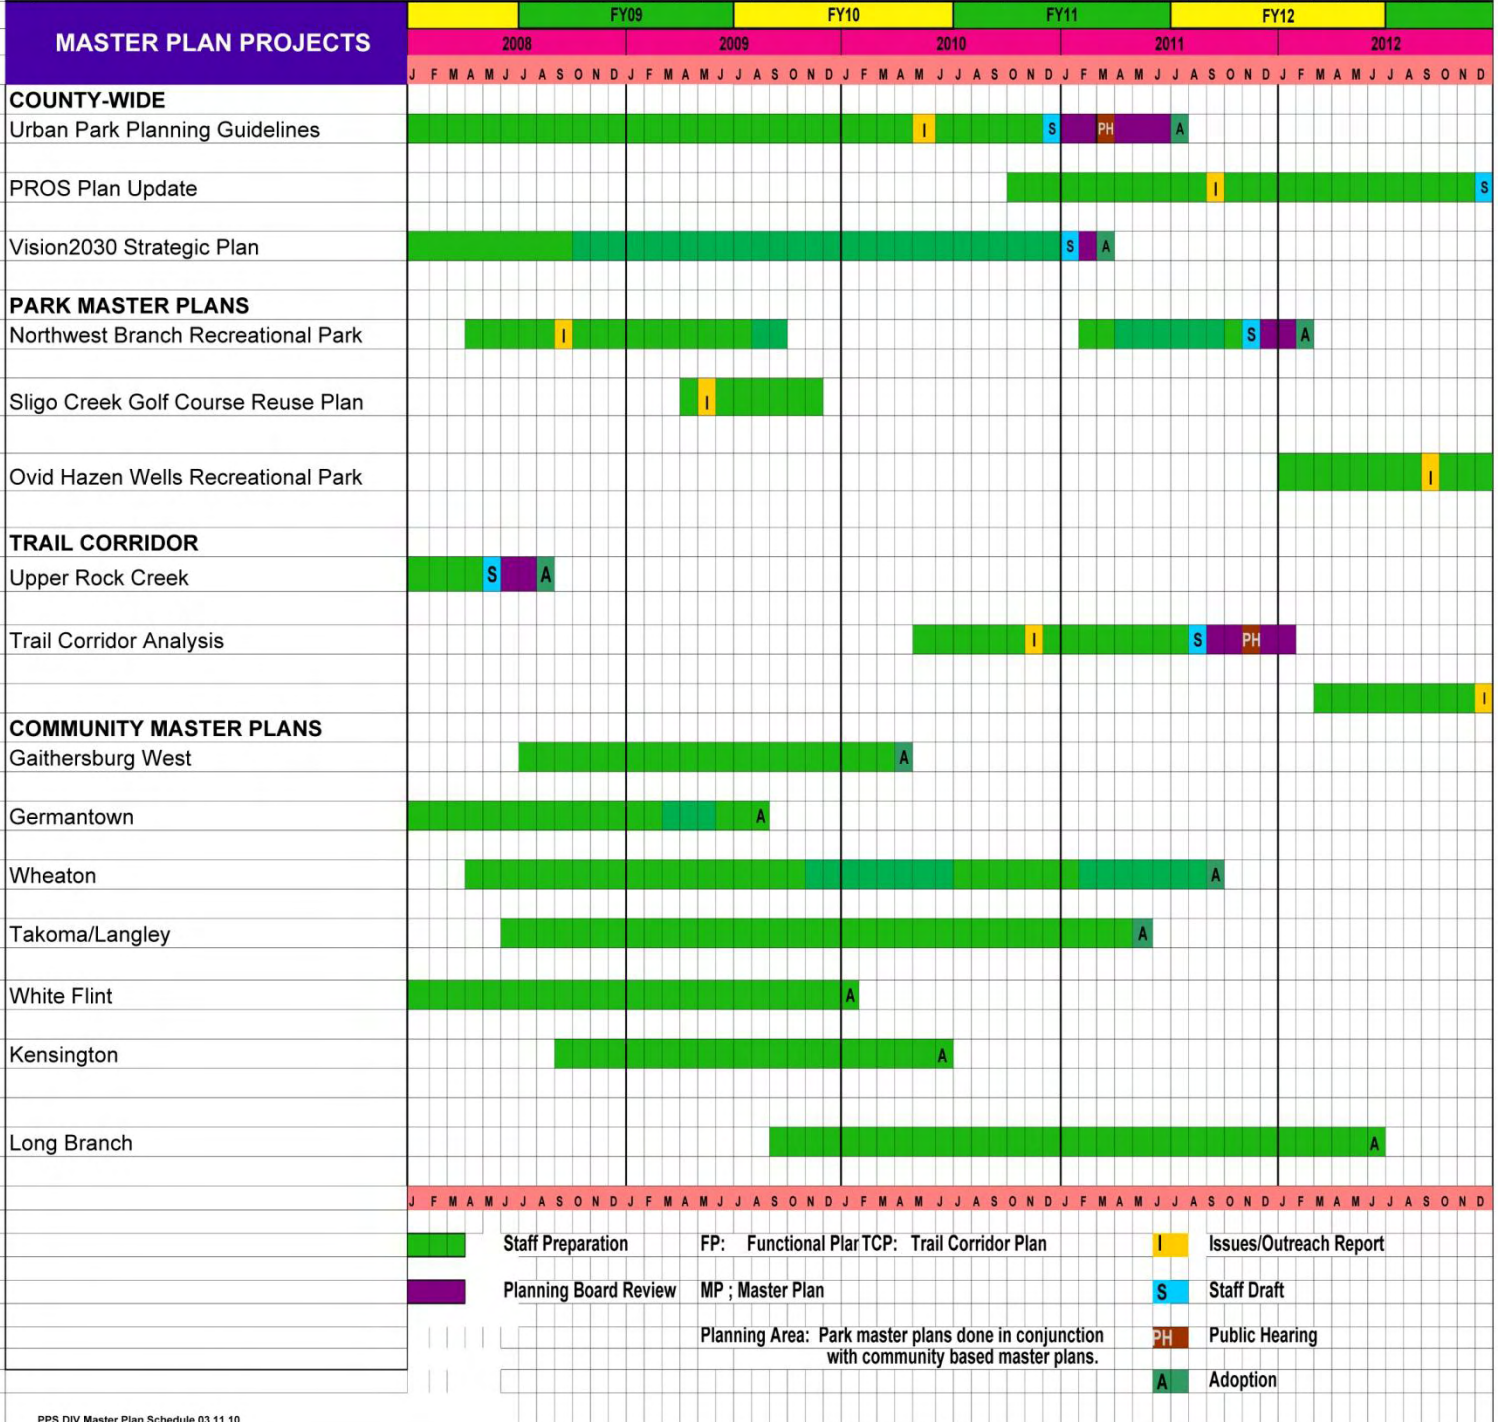 FY09 FY10 FY11 FY12
MASTER PLAN PROJECTS
2008 2009 2010 2011 2012
J F M A M J J A S O N D J F M A M J J A S O N D J F M A M J J A S O N D J F M A M J J A S O N D J F M A M J J A S O N D
COUNTY-WIDE
Urban Park Planning Guidelines I S PH A
PROS Plan Update I S
Vision2030 Strategic Plan S A
PARK MASTER PLANS
Northwest Branch Recreational Park I S A
Sligo Creek Golf Course Reuse Plan I
Ovid Hazen Wells Recreational Park I
TRAIL CORRIDOR
Upper Rock Creek S A
Trail Corridor Analysis I S PH
I
COMMUNITY MASTER PLANS
Gaithersburg West A
Germantown A
Wheaton A
Takoma/Langley A
White Flint A
Kensington A
Long Branch A
J F M A M J J A S O N D J F M A M J J A S O N D J F M A M J J A S O N D J F M A M J J A S O N D J F M A M J J A S O N D
Staff Preparation FP: Functional Plar TCP: Trail Corridor Plan I Issues/Outreach Report
Planning Board Review MP ; Master Plan S Staff Draft
Planning Area: Park master plans done in conjunction PH Public Hearing
with community based master plans.
A Adoption
PPS DIV Master Plan Schedule 03 11 10